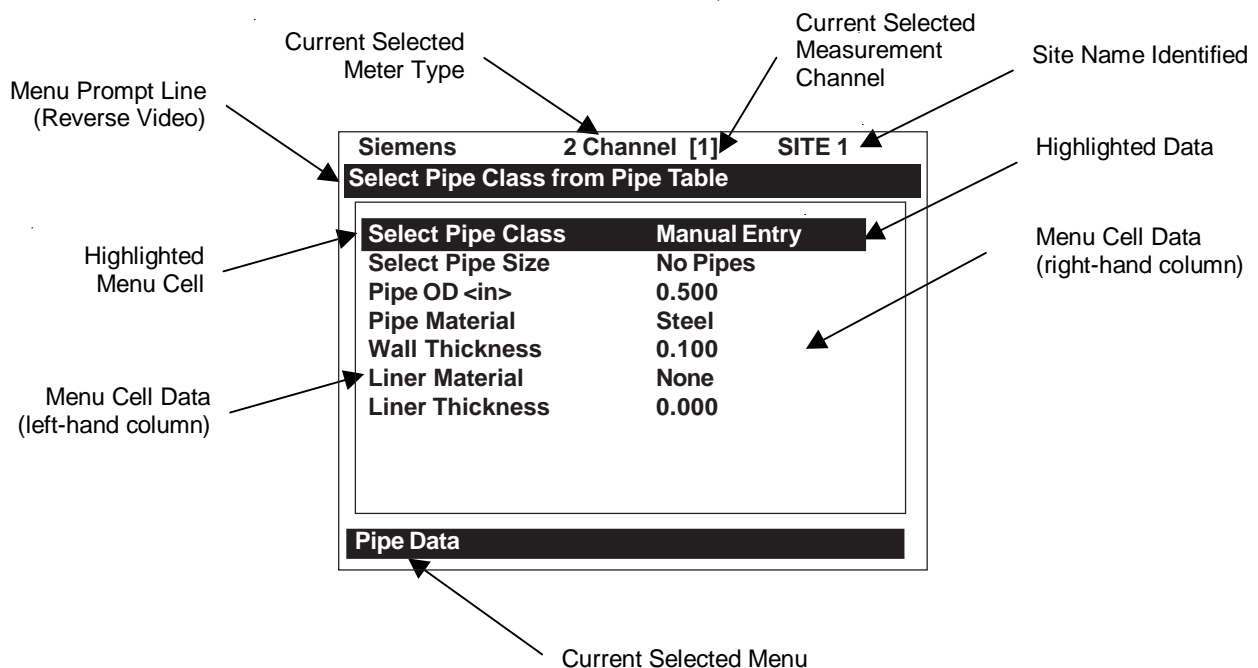 Current Selected
Meter Type
Current Selected
Measurement
Channel
Site Name Identified
Menu Prompt Line
(Reverse Video)
Siemens 2 Channel [1] SITE 1
Select Pipe Class from Pipe Table
Highlighted Data
Select Pipe Class Manual Entry
Select Pipe Size No Pipes
Pipe OD <in> 0.500
Pipe Material Steel
Wall Thickness 0.100
Liner Material None
Liner Thickness 0.000
Highlighted
Menu Cell
Menu Cell Data
(right-hand column)
Menu Cell Data
(left-hand column)
Pipe Data
Current Selected Menu